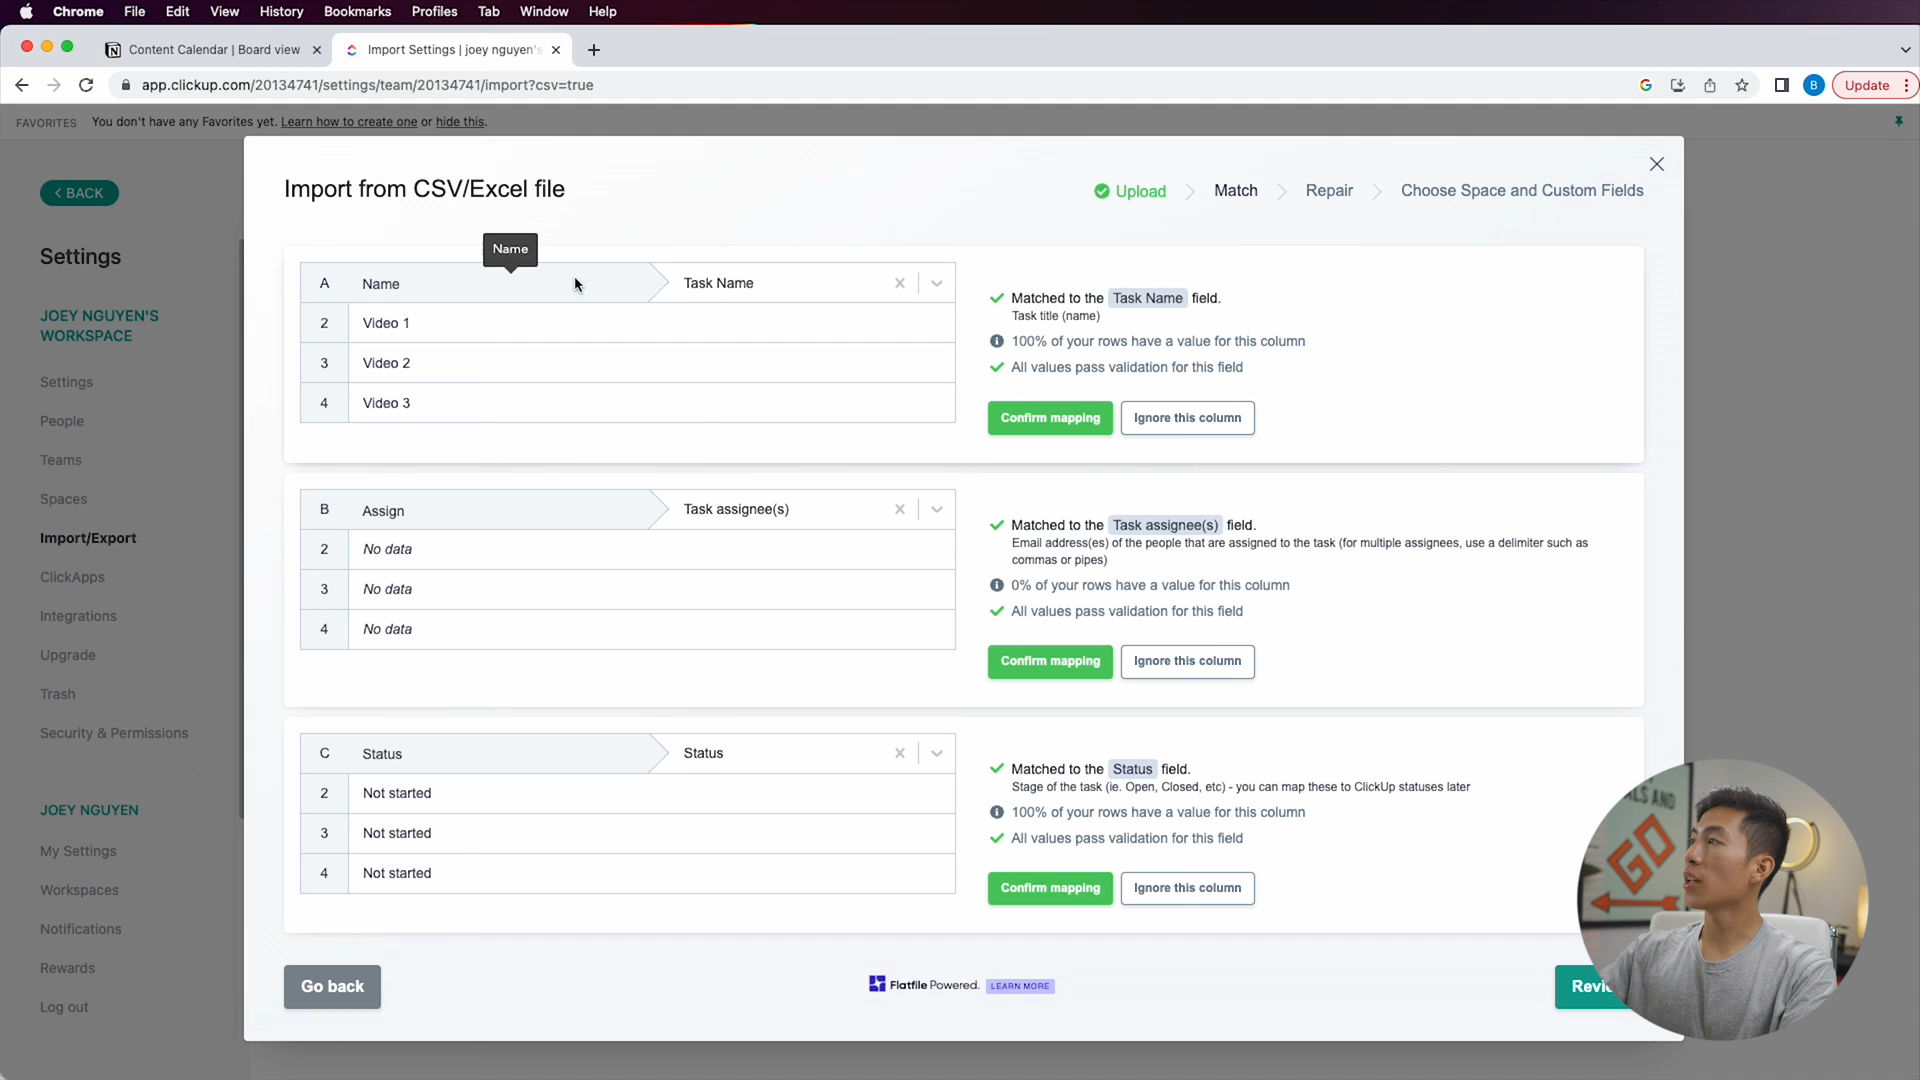 Chrome File Edit View History Bookmarks Profiles Tab Window Help
Content Calendar | Board view
Import Settings | joey nguyen's
app.clickup.com/20134741/settings/team/20134741/import?csv=true
B
Update
FAVORITES You don't have any Favorites yet. Learn how to create one or hide this.
BACK
Settings
JOEY NGUYEN'S
WORKSPACE
Settings
People
Teams
Spaces
Import/Export
ClickApps
Integrations
Upgrade
Trash
Security & Permissions
JOEY NGUYEN
My Settings
Workspaces
Notifications
Rewards
Log out
Import from CSV/Excel file
Upload Match Repair Choose Space and Custom Fields
Name
A Name Task Name
2 Video 1
3 Video 2
4 Video 3
Matched to the Task Name field.
Task title (name)
100% of your rows have a value for this column
All values pass validation for this field
Confirm mapping Ignore this column
B Assign Task assignee(s)
2 No data
3 No data
4 No data
Matched to the Task assignee(s) field.
Email address(es) of the people that are assigned to the task (for multiple assignees, use a delimiter such as
commas or pipes)
0% of your rows have a value for this column
All values pass validation for this field
Confirm mapping Ignore this column
C Status Status
2 Not started
3 Not started
4 Not started
Matched to the Status field.
Stage of the task (ie. Open, Closed, etc) - you can map these to ClickUp statuses later
100% of your rows have a value for this column
All values pass validation for this field
Confirm mapping Ignore this column
Go back
Flatfile Powered. LEARN MORE
AND
GO